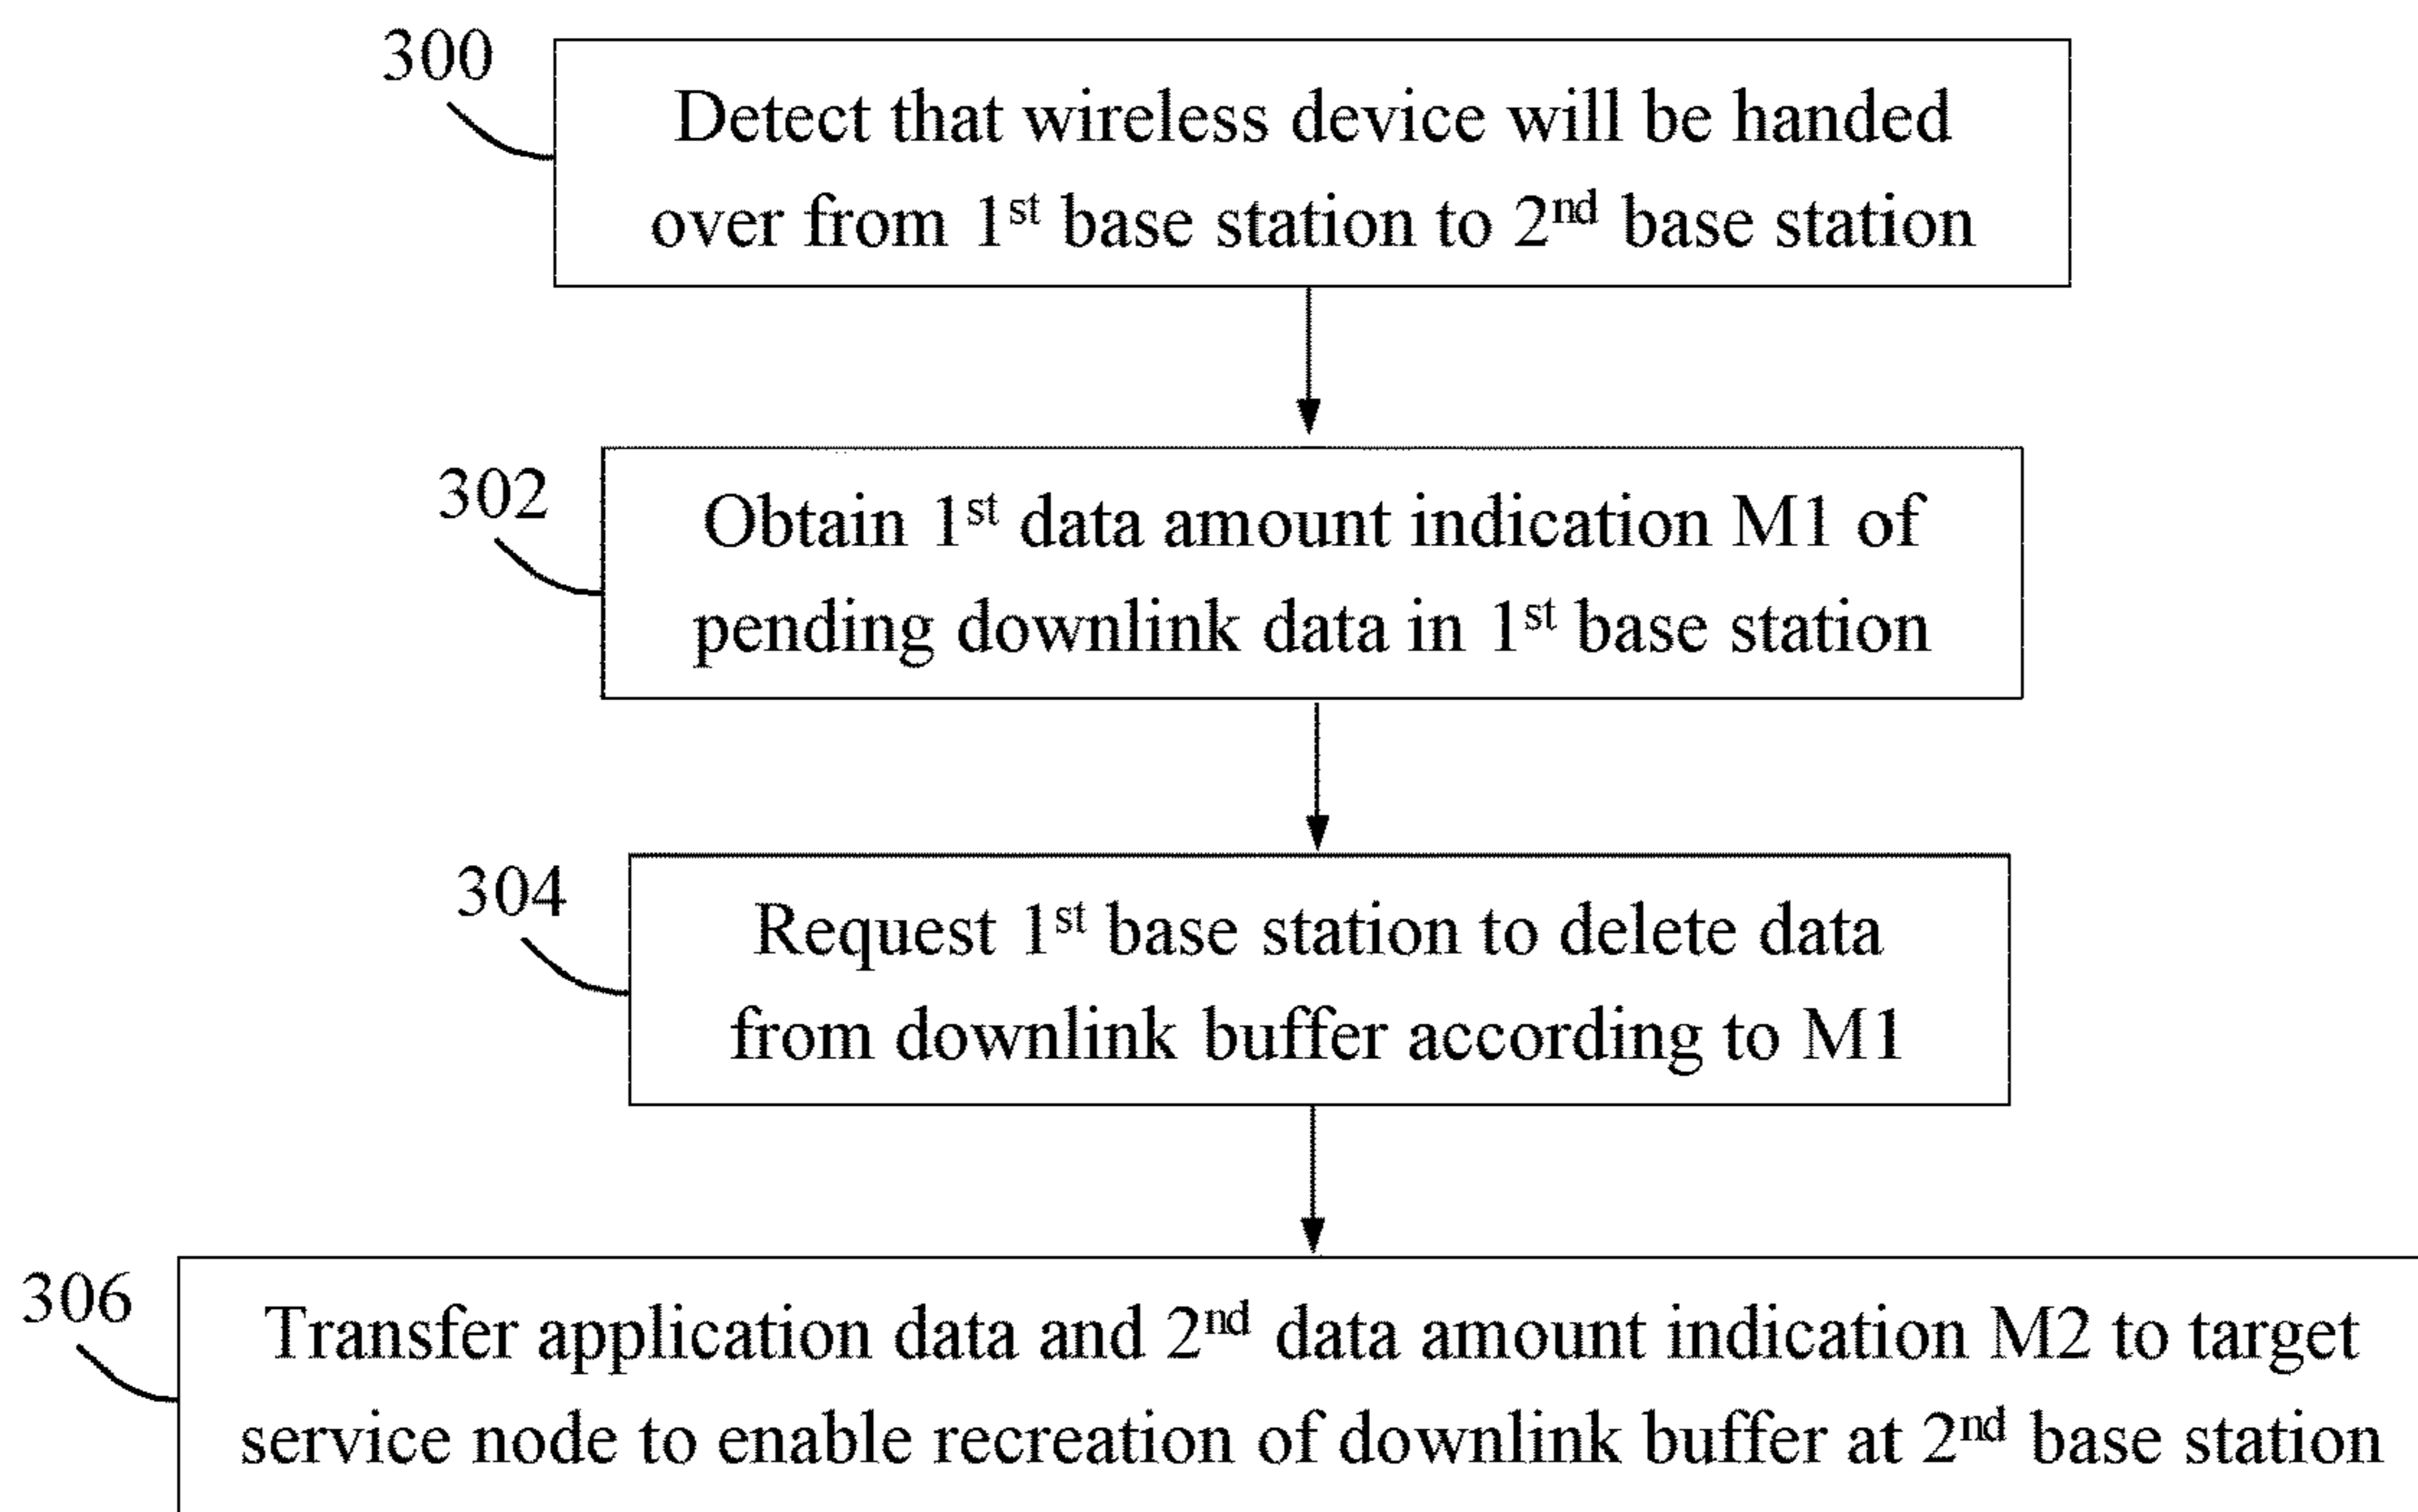 300
Detect that wireless device will be handed
over from 1st base station to 2nd base station
302
Obtain 1st data amount indication M1 of
pending downlink data in 1st base station
304
Request 1st base station to delete data
from downlink buffer according to M1
306
Transfer application data and 2nd data amount indication M2 to target
service node to enable recreation of downlink buffer at 2nd base station